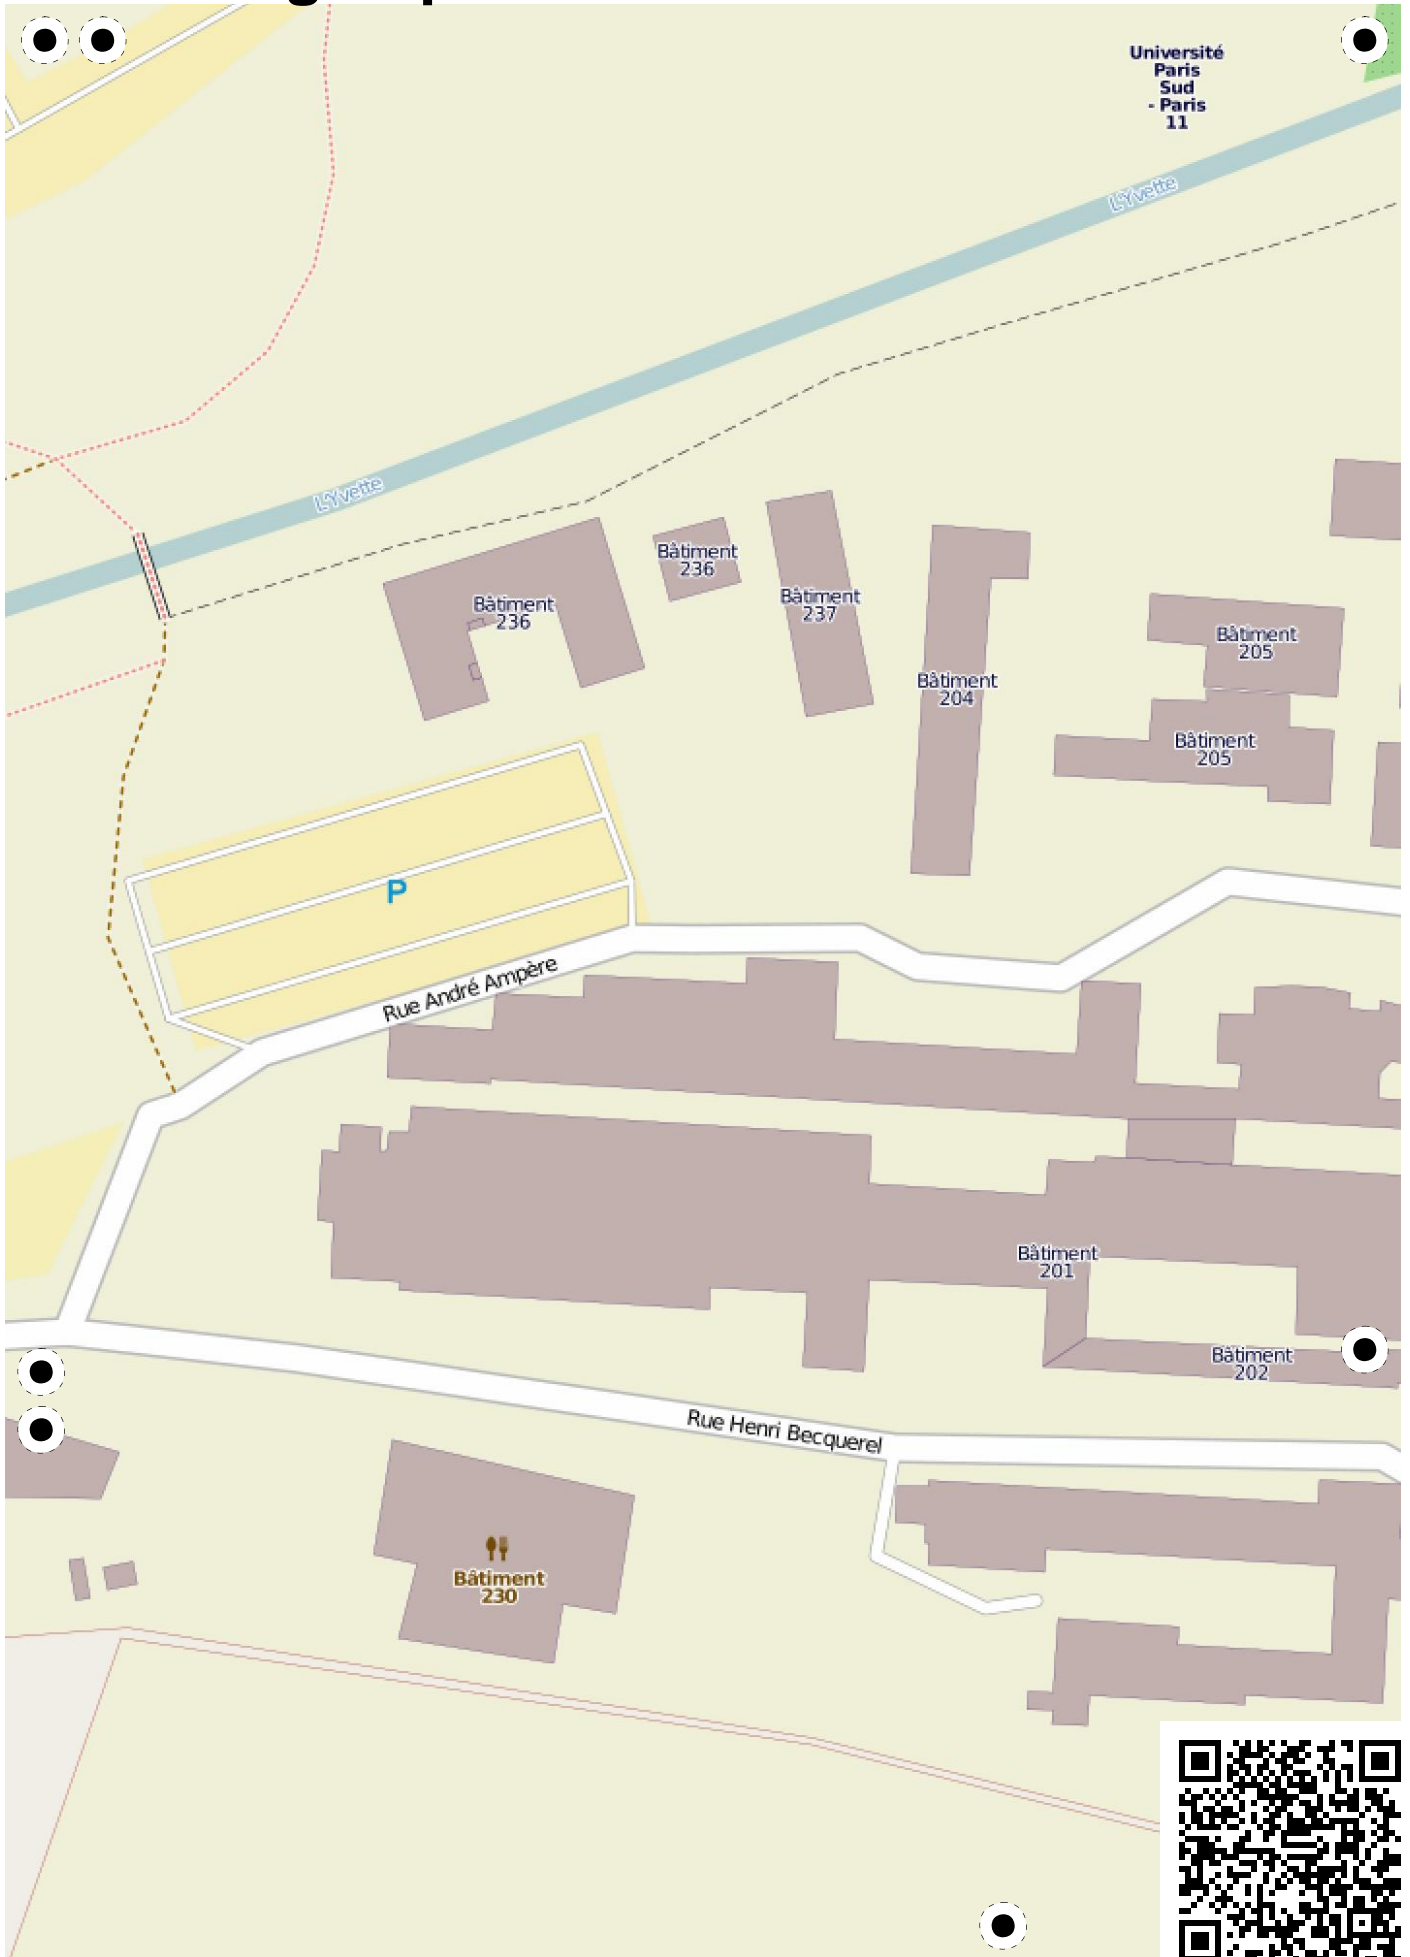 Université
Paris
Sud
- Paris
11
L'Yvette
L'Yvette
Bâtiment
236
Bâtiment
236
Bâtiment
237
Bâtiment
204
Bâtiment
205
Bâtiment
205
P
Rue André Ampère
Bâtiment
201
Bâtiment
202
Rue Henri Becquerel
Bâtiment
230